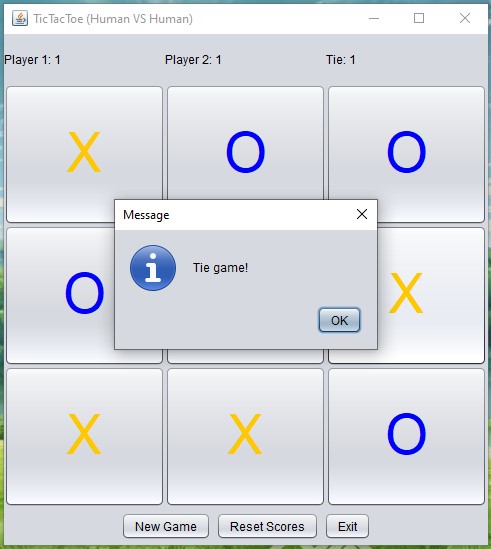 TicTacToe (Human VS Human)
Player 1: 1 Player 2: 1 Tie: 1
X O O
Message
Tie game!
O X
OK
X X O
New Game Reset Scores Exit